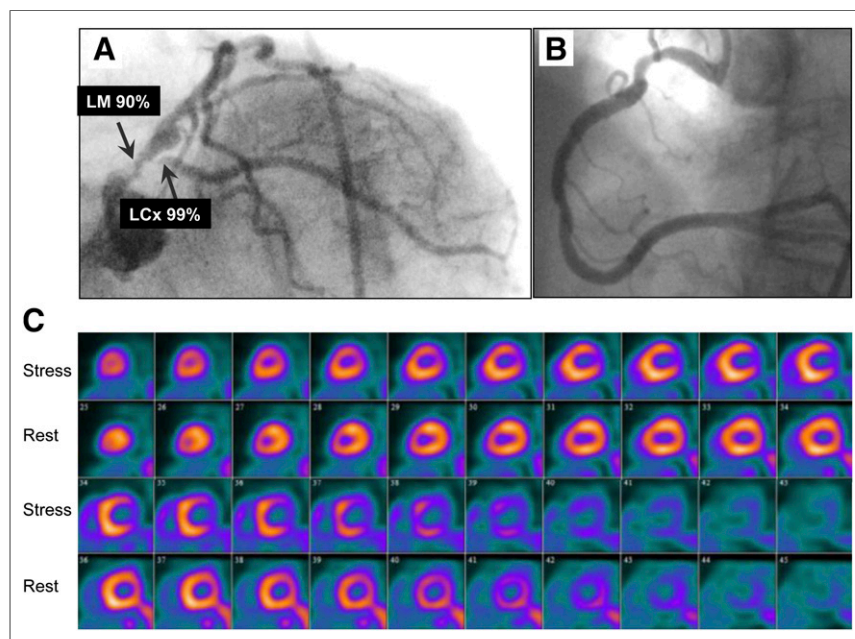 A
LM 90%
LCx 99%
B
C
Stress
25 26 27 28 29 30 31 32 33 34
Rest
34 35 36 37 38 39 40 41 42 43
Stress
36 37 38 39 40 41 42 43 44 45
Rest